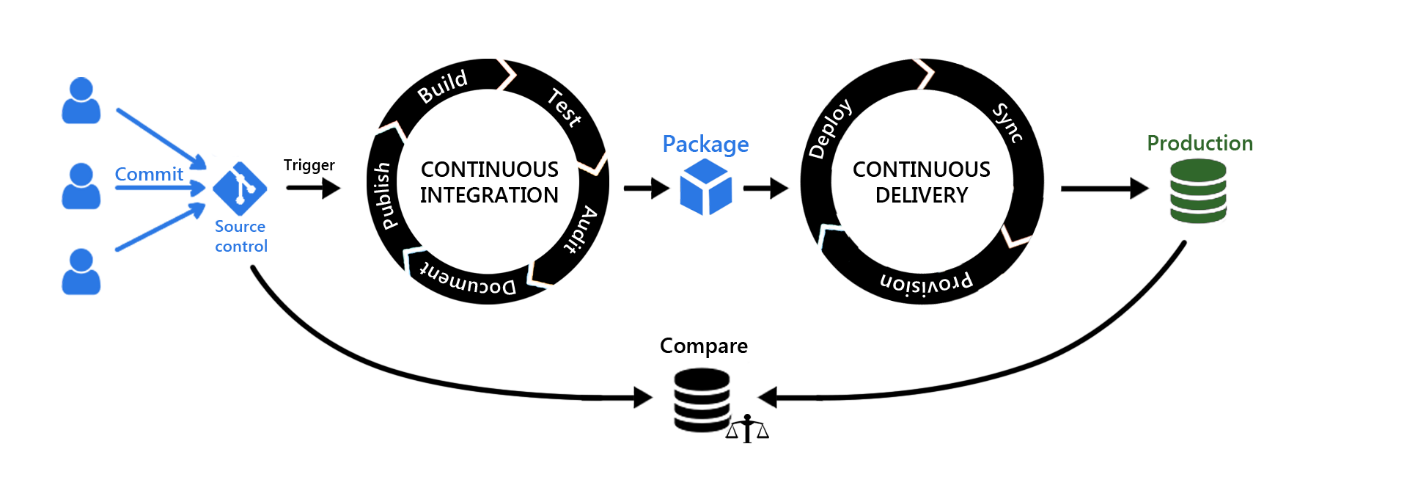 Commit
Source
control
Trigger
Build
Test
Audit
Document
Publish
CONTINUOUS
INTEGRATION
Package
Deploy
Sync
Provision
CONTINUOUS
DELIVERY
Production
Compare